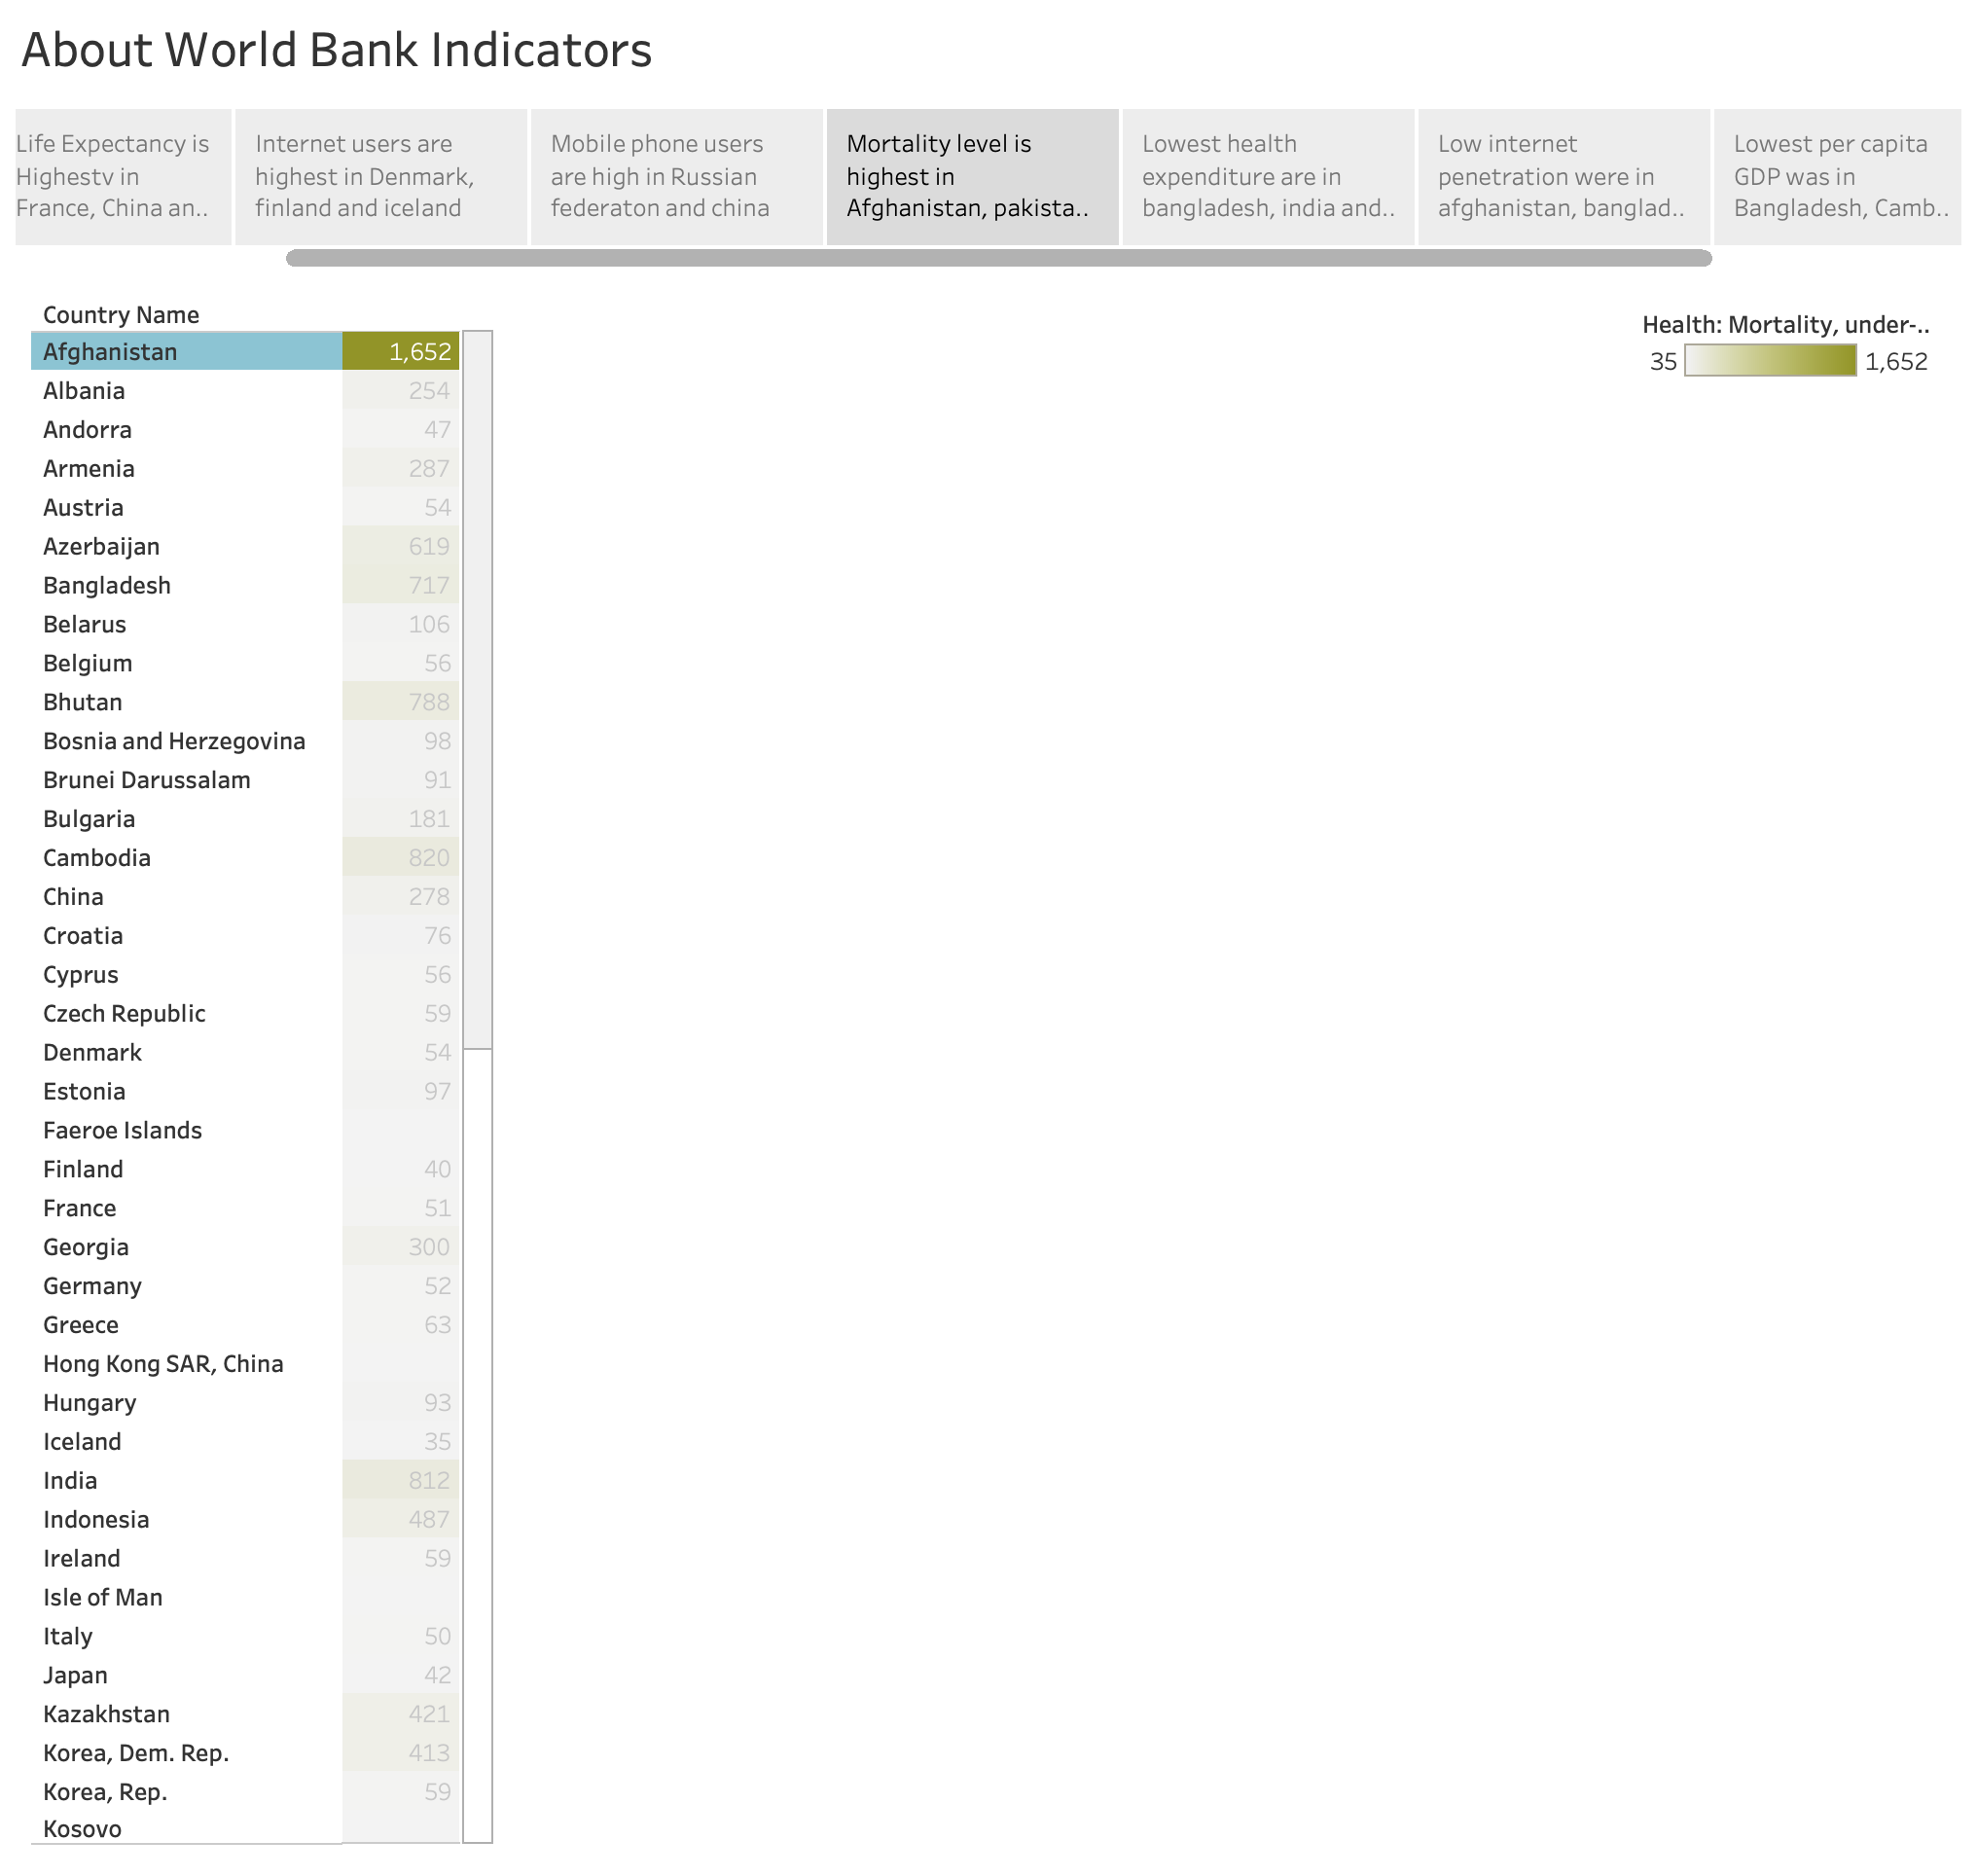 About World Bank Indicators
Life Expectancy is
Highestv in
France, China an..
Internet users are
highest in Denmark,
finland and iceland
Mobile phone users
are high in Russian
federaton and china
Mortality level is
highest in
Afghanistan, pakista..
Lowest health
expenditure are in
bangladesh, india and..
Low internet
penetration were in
afghanistan, banglad..
Lowest per capita
GDP was in
Bangladesh, Camb..
Country Name
Afghanistan 1,652
Albania 254
Andorra 47
Armenia 287
Austria 54
Azerbaijan 619
Bangladesh 717
Belarus 106
Belgium 56
Bhutan 788
Bosnia and Herzegovina 98
Brunei Darussalam 91
Bulgaria 181
Cambodia 820
China 278
Croatia 76
Cyprus 56
Czech Republic 59
Denmark 54
Estonia 97
Faeroe Islands
Finland 40
France 51
Georgia 300
Germany 52
Greece 63
Hong Kong SAR, China
Hungary 93
Iceland 35
India 812
Indonesia 487
Ireland 59
Isle of Man
Italy 50
Japan 42
Kazakhstan 421
Korea, Dem. Rep. 413
Korea, Rep. 59
Kosovo
Health: Mortality, under-..
35 1,652